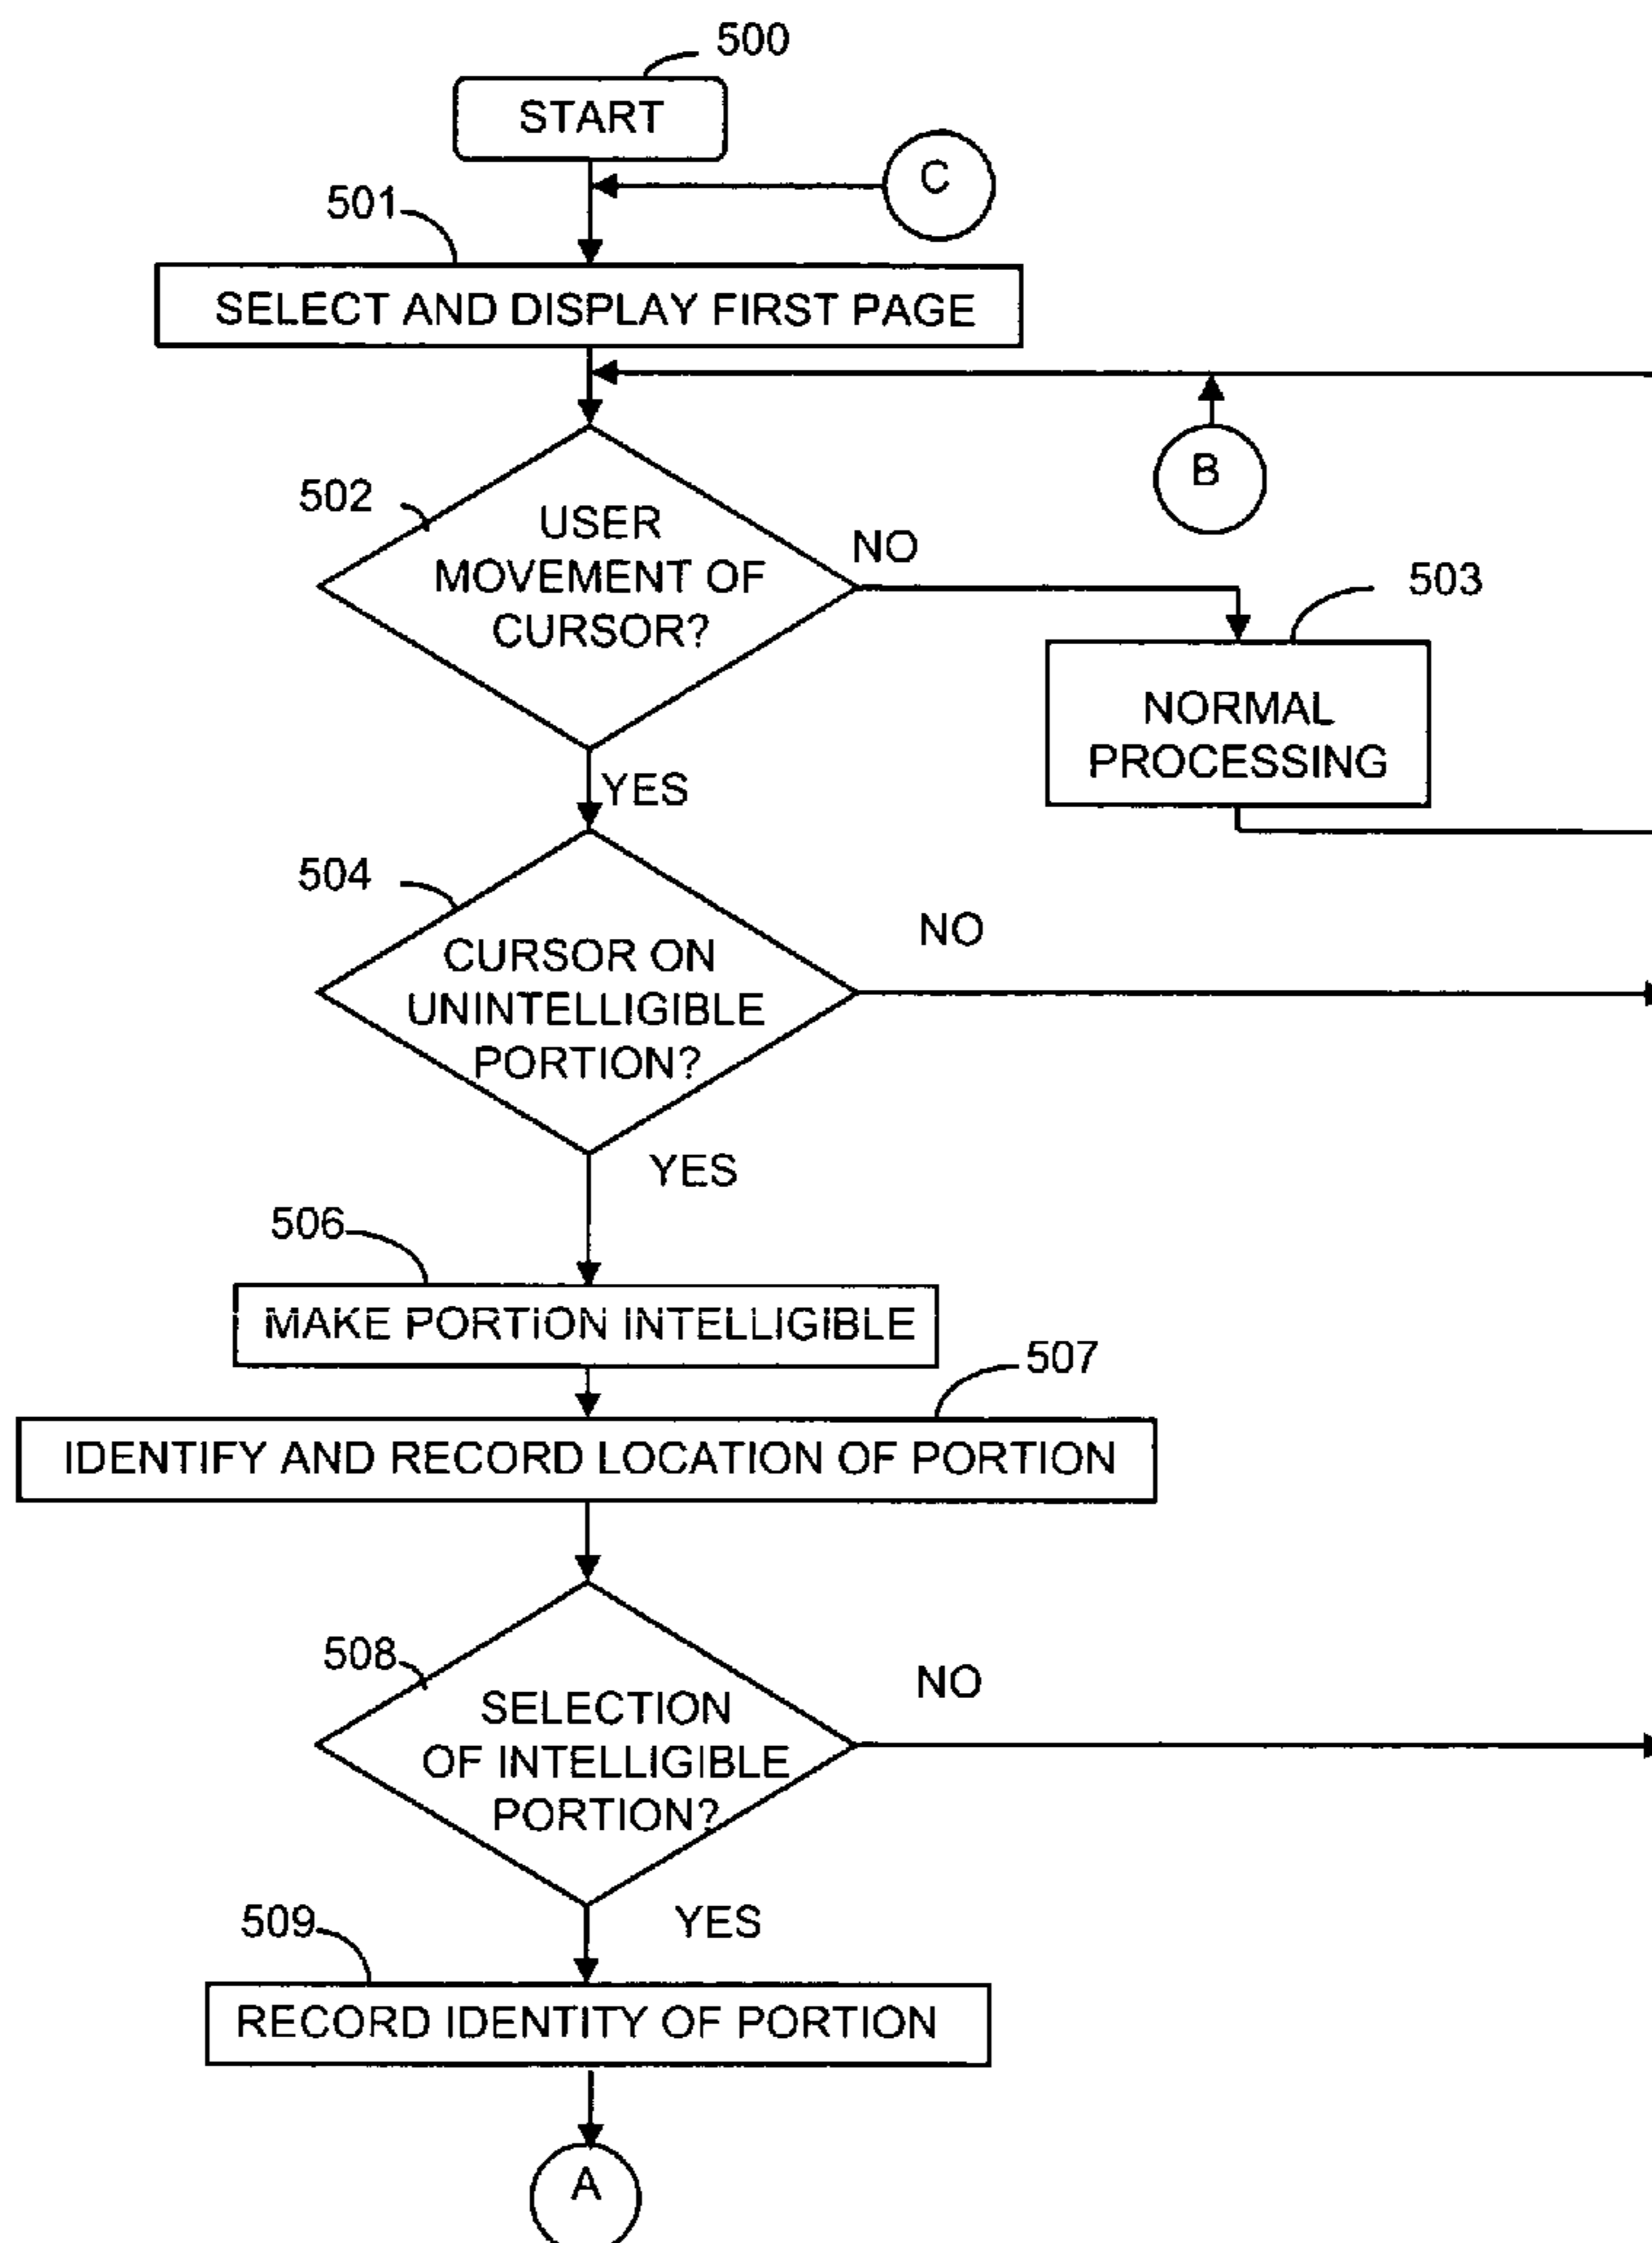 500
START
C
501
SELECT AND DISPLAY FIRST PAGE
B
502
USER
MOVEMENT OF
CURSOR?
NO
503
NORMAL
PROCESSING
YES
504
CURSOR ON
UNINTELLIGIBLE
PORTION?
NO
YES
506
MAKE PORTION INTELLIGIBLE
507
IDENTIFY AND RECORD LOCATION OF PORTION
508
SELECTION
OF INTELLIGIBLE
PORTION?
NO
YES
509
RECORD IDENTITY OF PORTION
A